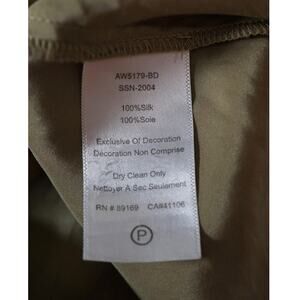 AW5179-BD
SSN-2004
100%Silk
100%Soie
Exclusive Of Decoration
Décoration Non Comprise
Dry Clean Only
Nettoyer A Sec Seulement
RN # 89169 CA#41106
P